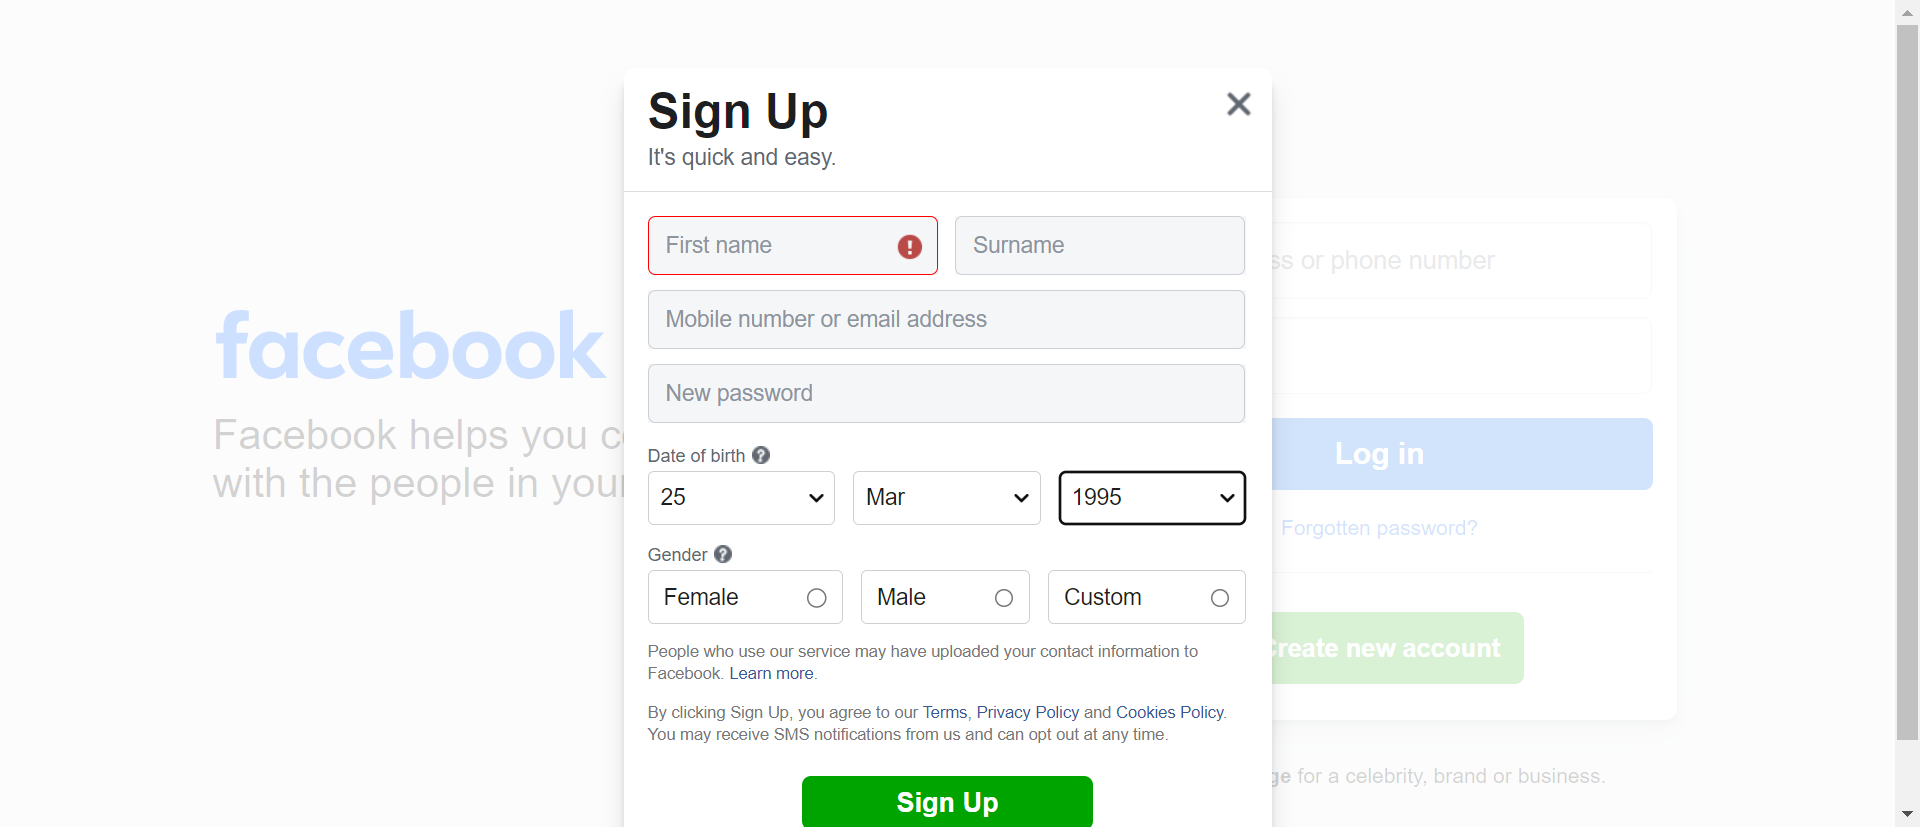 Sign Up
It's quick and easy.
First name
Surname
Mobile number or email address
New password
Date of birth
25
Mar
1995
Gender
Female
Male
Custom
People who use our service may have uploaded your contact information to
Facebook. Learn more.
By clicking Sign Up, you agree to our Terms, Privacy Policy and Cookies Policy.
You may receive SMS notifications from us and can opt out at any time.
Sign Up
facebook
Facebook helps you
with the people in your
or phone number
Log in
Forgotten password?
Create new account
for a celebrity, brand or business.